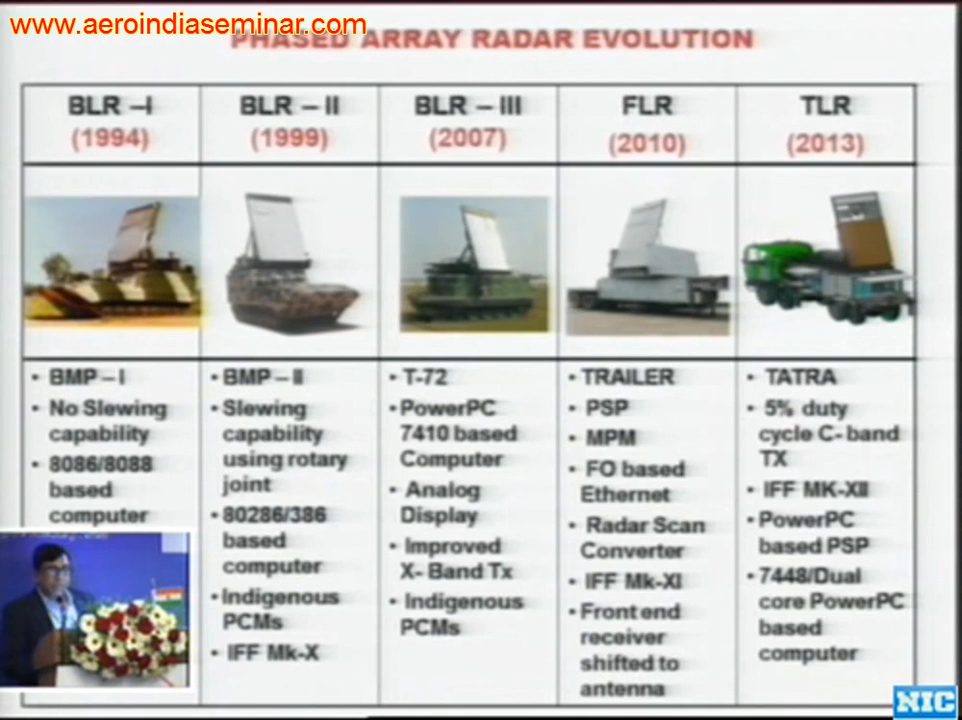 www.aeroindiaseminar.com
PHASED ARRAY RADAR EVOLUTION
BLR –I
(1994)
BLR – II
(1999)
BLR – III
(2007)
FLR
(2010)
TLR
(2013)
• BMP – I
• No Slewing
capability
• 8086/8088
based
computer
• BMP – II
• Slewing
capability
using rotary
joint
• 80286/386
based
computer
• Indigenous
PCMs
• IFF Mk-X
• T-72
• PowerPC
7410 based
Computer
• Analog
Display
• Improved
X- Band Tx
• Indigenous
PCMs
• TRAILER
• PSP
• MPM
• FO based
Ethernet
• Radar Scan
Converter
• IFF Mk-XI
• Front end
receiver
shifted to
antenna
• TATRA
• 5% duty
cycle C- band
TX
• IFF MK-XII
• PowerPC
based PSP
• 7448/Dual
core PowerPC
based
computer
NIC